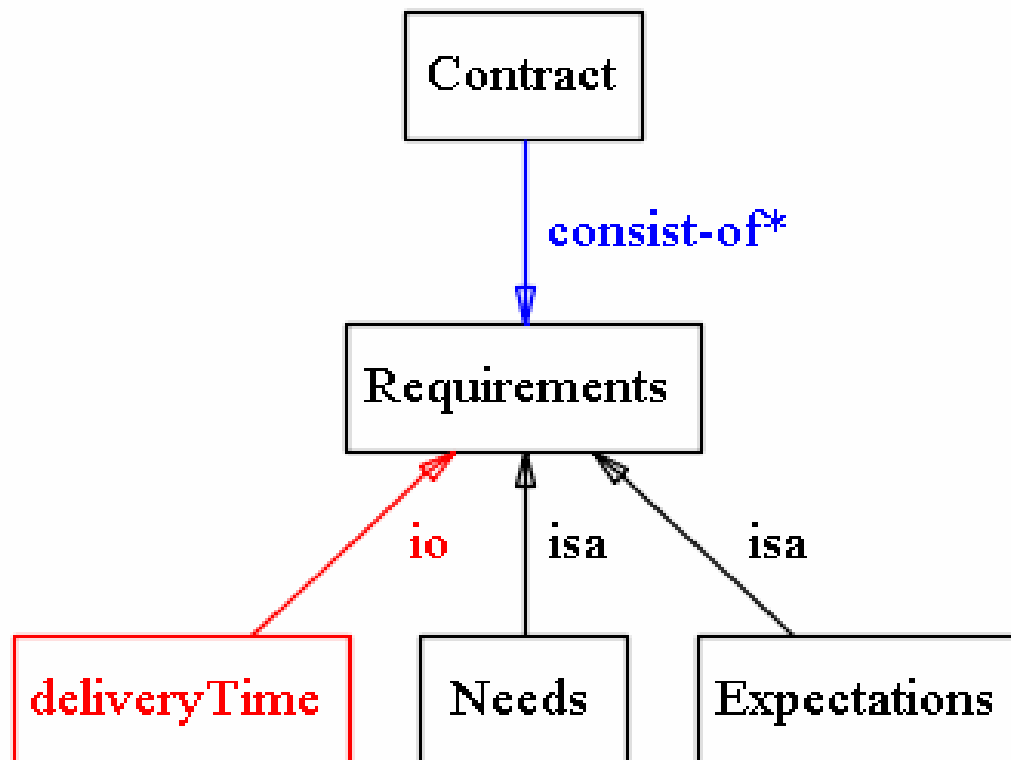 Contract
consist-of*
Requirements
io
isa
isa
deliveryTime
Needs
Expectations